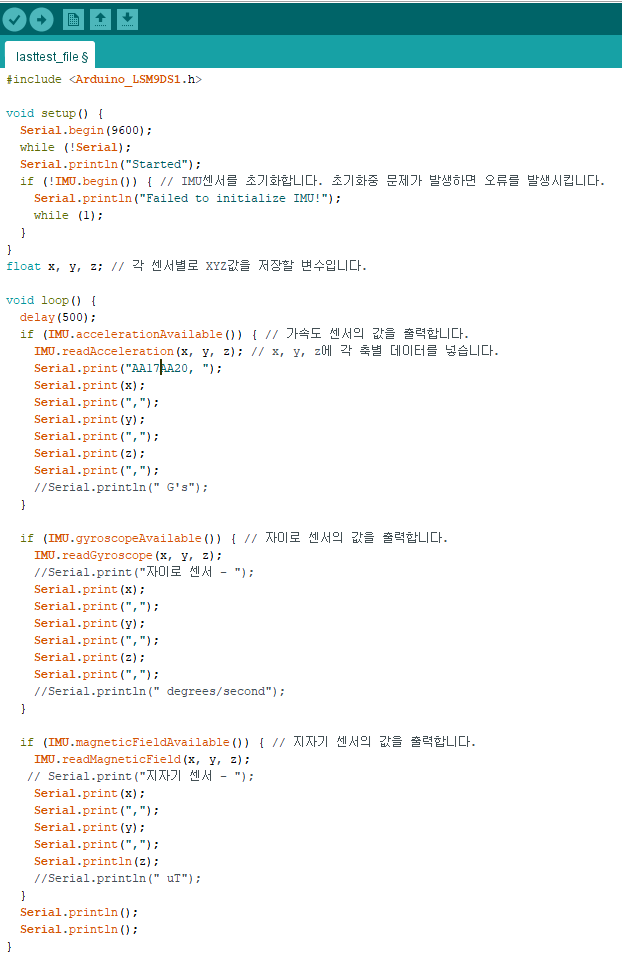 lasttest_file §
#include <Arduino_LSM9DS1.h>
void setup() {
Serial.begin(9600);
while (!Serial);
Serial.println("Started");
if (!IMU.begin()) { // IMU센서를 초기화합니다. 초기화중 문제가 발생하면 오류를 발생시킵니다.
Serial.println("Failed to initialize IMU!");
while (1);
}
}
float x, y, z; // 각 센서별로 XYZ값을 저장할 변수입니다.
void loop() {
delay(500);
if (IMU.accelerationAvailable()) { // 가속도 센서의 값을 출력합니다.
IMU.readAcceleration(x, y, z); // x, y, z에 각 축별 데이터를 넣습니다.
Serial.print("AA17AA20, ");
Serial.print(x);
Serial.print(",");
Serial.print(y);
Serial.print(",");
Serial.print(z);
Serial.print(",");
//Serial.println(" G's");
}
if (IMU.gyroscopeAvailable()) { // 자이로 센서의 값을 출력합니다.
IMU.readGyroscope(x, y, z);
//Serial.print("자이로 센서 - ");
Serial.print(x);
Serial.print(",");
Serial.print(y);
Serial.print(",");
Serial.print(z);
Serial.print(",");
//Serial.println(" degrees/second");
}
if (IMU.magneticFieldAvailable()) { // 지자기 센서의 값을 출력합니다.
IMU.readMagneticField(x, y, z);
// Serial.print("지자기 센서 - ");
Serial.print(x);
Serial.print(",");
Serial.print(y);
Serial.print(",");
Serial.println(z);
//Serial.println(" uT");
}
Serial.println();
Serial.println();
}